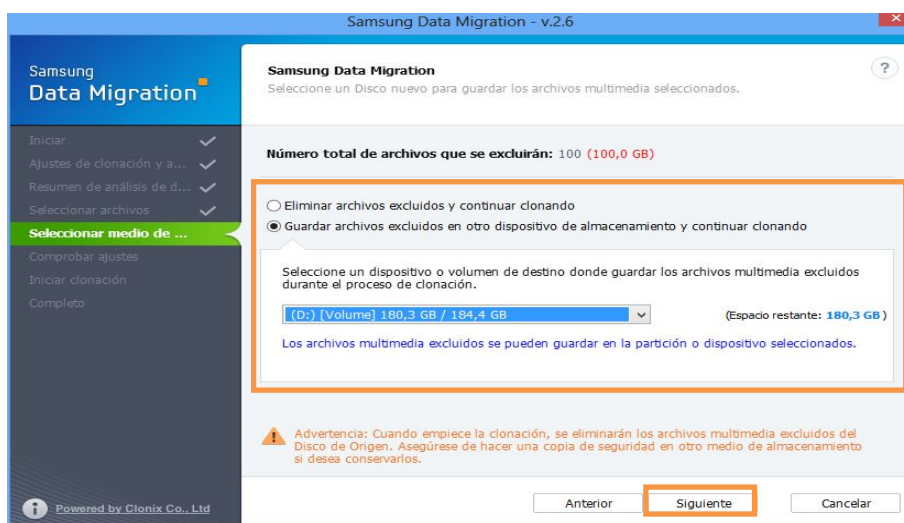 Samsung Data Migration - v.2.6
Samsung
Data Migration
Iniciar
Ajustes de clonación y a...
Resumen de análisis de d...
Seleccionar archivos
Seleccionar medio de ...
Comprobar ajustes
Iniciar clonación
Completo
Powered by Clonix Co., Ltd
Samsung Data Migration
Seleccione un Disco nuevo para guardar los archivos multimedia seleccionados.
?
Número total de archivos que se excluirán: 100 (100,0 GB)
Eliminar archivos excluidos y continuar clonando
Guardar archivos excluidos en otro dispositivo de almacenamiento y continuar clonando
Seleccione un dispositivo o volumen de destino donde guardar los archivos multimedia excluidos
durante el proceso de clonación.
(D:) [Volume] 180,3 GB / 184,4 GB
(Espacio restante: 180,3 GB)
Los archivos multimedia excluidos se pueden guardar en la partición o dispositivo seleccionados.
Advertencia: Cuando empiece la clonación, se eliminarán los archivos multimedia excluidos del
Disco de Origen. Asegúrese de hacer una copia de seguridad en otro medio de almacenamiento
si desea conservarlos.
Anterior
Siguiente
Cancelar